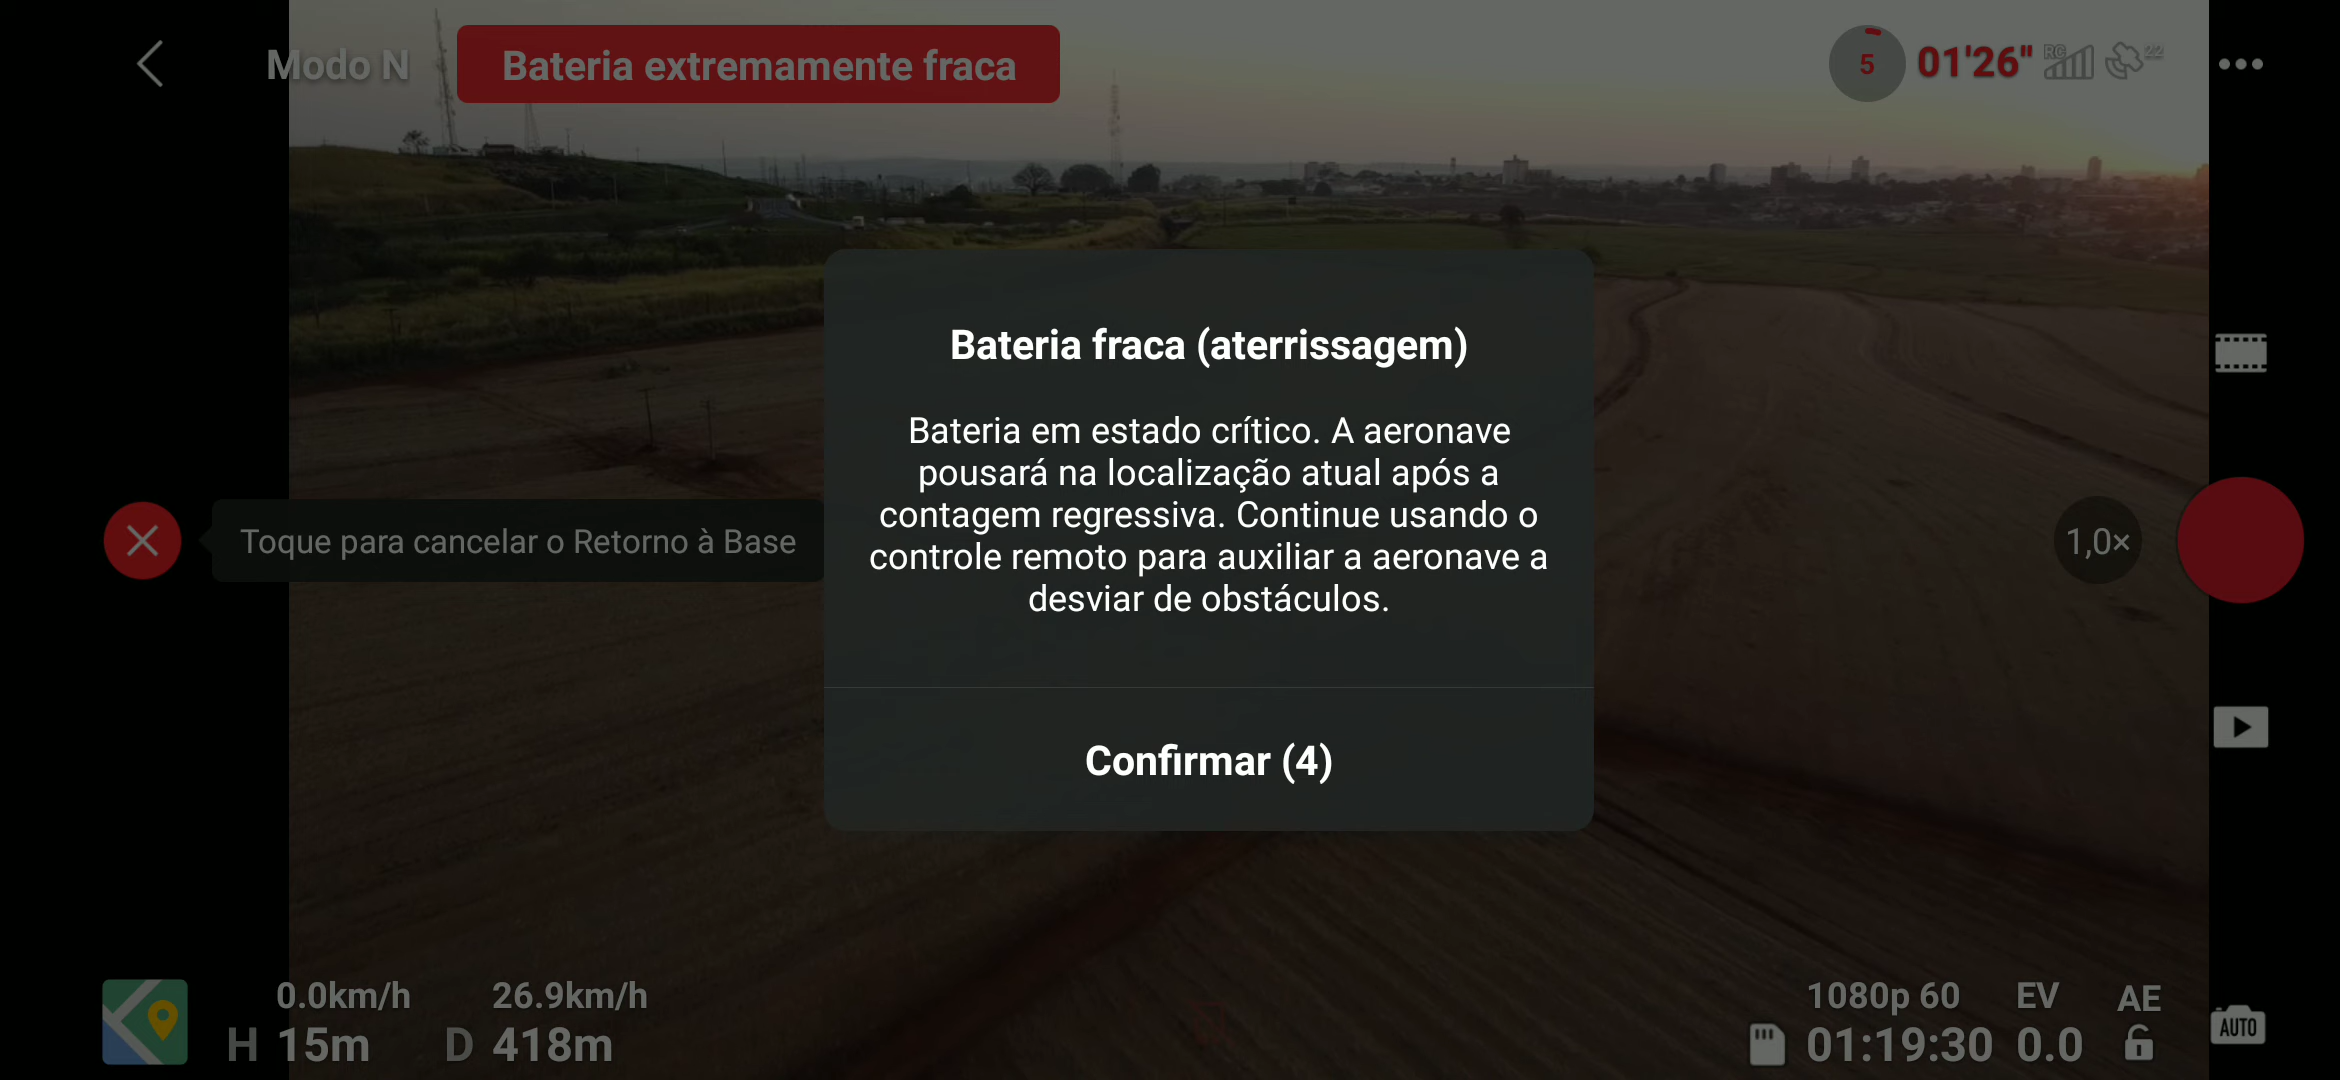 Modo N
Bateria extremamente fraca
5
01'26"
RC
22
Bateria fraca (aterrissagem)
Bateria em estado crítico. A aeronave
pousará na localização atual após a
contagem regressiva. Continue usando o
controle remoto para auxiliar a aeronave a
desviar de obstáculos.
Toque para cancelar o Retorno à Base
1,0×
Confirmar (4)
0.0km/h
26.9km/h
H 15m
D 418m
1080p 60
EV
AE
01:19:30
0.0
AUTO